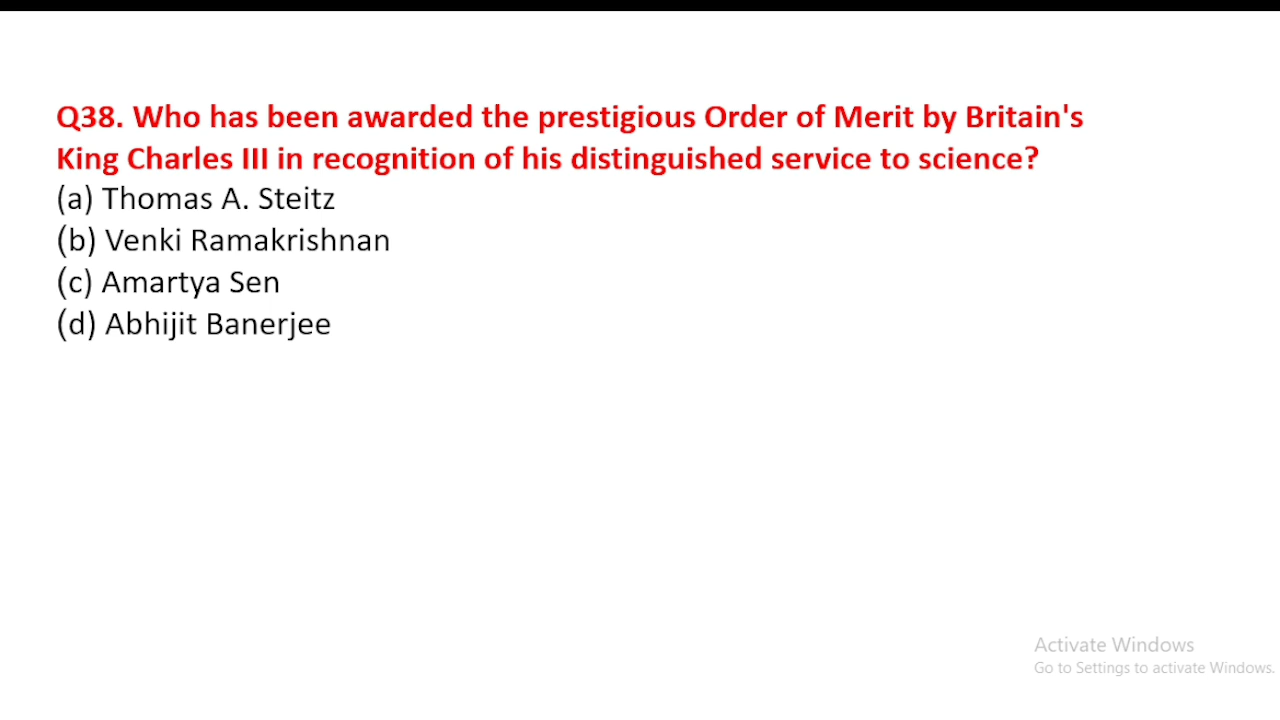 Q38. Who has been awarded the prestigious Order of Merit by Britain's
King Charles III in recognition of his distinguished service to science?
(a) Thomas A. Steitz
(b) Venki Ramakrishnan
(c) Amartya Sen
(d) Abhijit Banerjee
Activate Windows
Go to Settings to activate Windows.